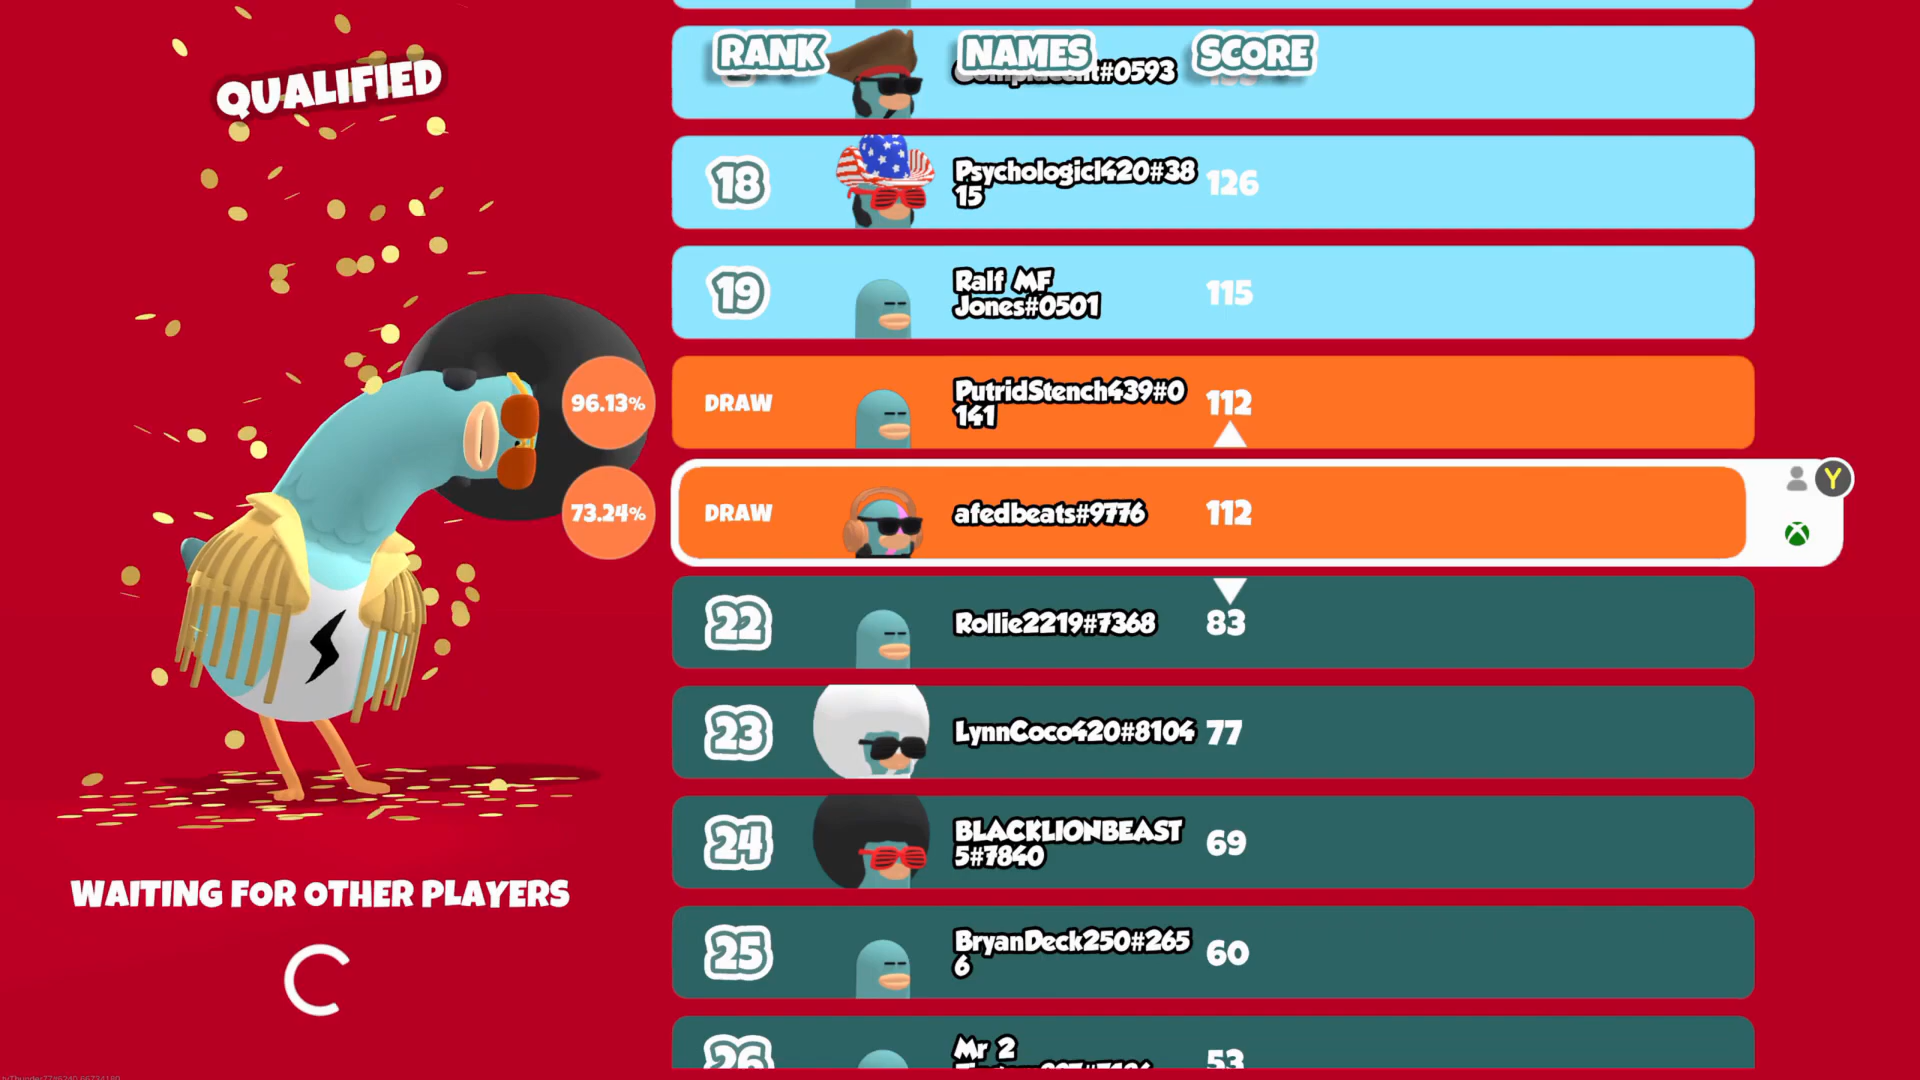 QUALIFIED
RANK
NAMES
SCORE
#0593
18
Psychologicl420#38
15
126
19
Ralf MF
Jones#0501
115
96.13%
DRAW
PutridStench439#0
141
112
73.24%
DRAW
afedbeats#9776
112
Y
22
Rollie2219#7368
83
23
LynnCoco420#8104
77
24
BLACKLIONBEAST
5#7840
69
25
BryanDeck250#265
6
60
26
Mr 2
53
WAITING FOR OTHER PLAYERS